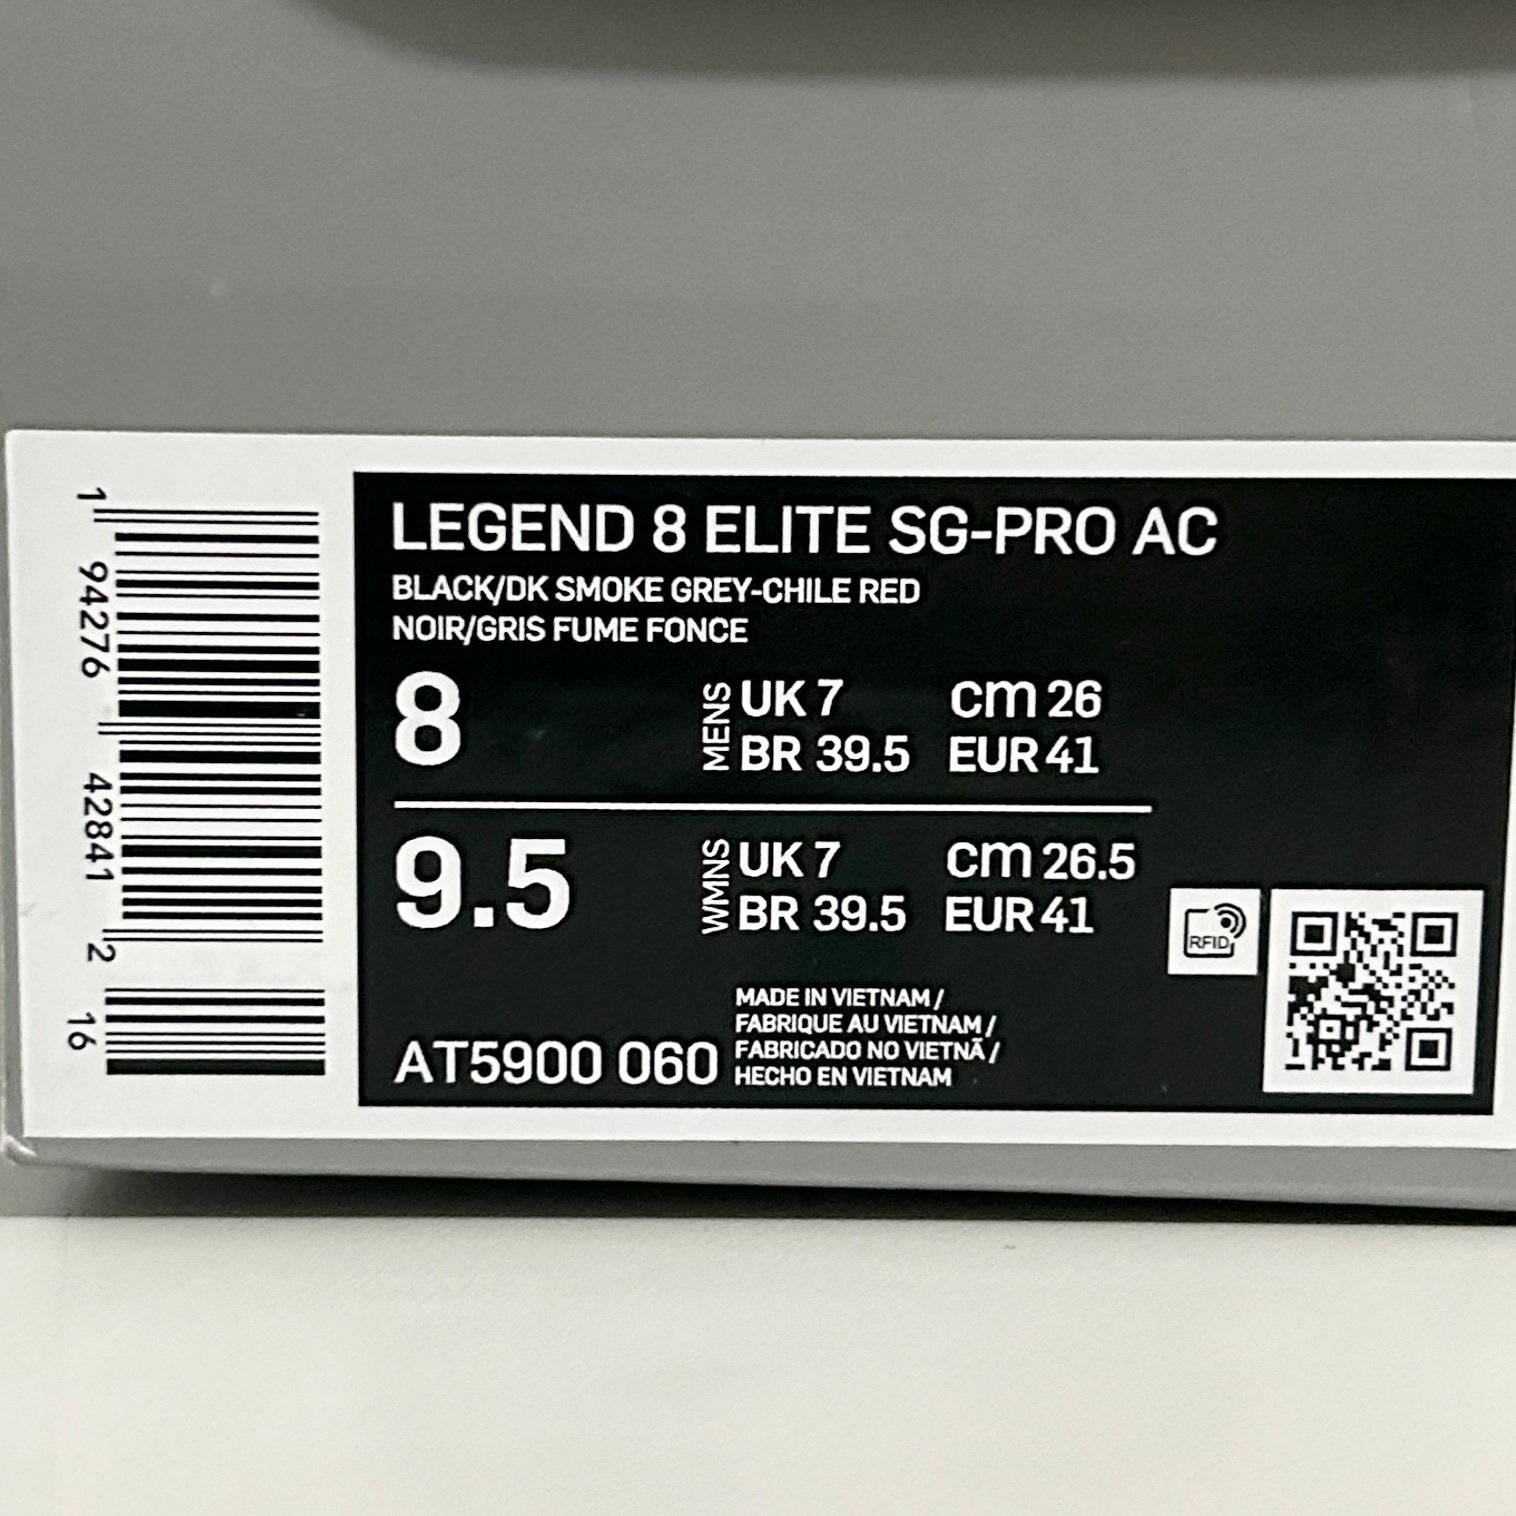 LEGEND 8 ELITE SG-PRO AC
BLACK/DK SMOKE GREY-CHILE RED
NOIR/GRIS FUME FONCE
8 MENS UK 7 cm 26
BR 39.5 EUR 41
9.5 WMNS UK 7 cm 26.5
BR 39.5 EUR 41
RFID
MADE IN VIETNAM /
FABRIQUE AU VIETNAM /
FABRICADO NO VIETNÃ /
HECHO EN VIETNAM
AT5900 060
1 94276 42841 2
16